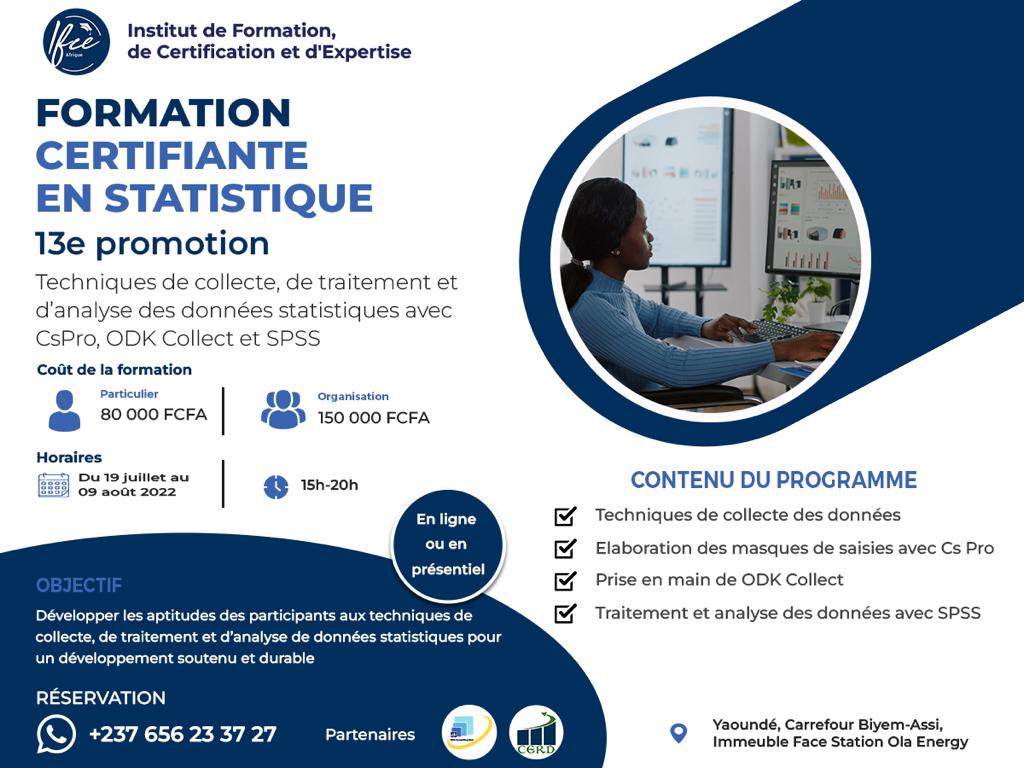 Ifce
Afrique
Institut de Formation,
de Certification et d'Expertise
FORMATION
CERTIFIANTE
EN STATISTIQUE
13e promotion
Techniques de collecte, de traitement et
d’analyse des données statistiques avec
CsPro, ODK Collect et SPSS
Coût de la formation
Particulier
80 000 FCFA
Organisation
150 000 FCFA
Horaires
Du 19 juillet au
09 août 2022
15h-20h
En ligne
ou en
présentiel
OBJECTIF
Développer les aptitudes des participants aux techniques de
collecte, de traitement et d’analyse de données statistiques pour
un développement soutenu et durable
RÉSERVATION
+237 656 23 37 27
Partenaires
CERD
CONTENU DU PROGRAMME
Techniques de collecte des données
Elaboration des masques de saisies avec Cs Pro
Prise en main de ODK Collect
Traitement et analyse des données avec SPSS
Yaoundé, Carrefour Biyem-Assi,
Immeuble Face Station Ola Energy